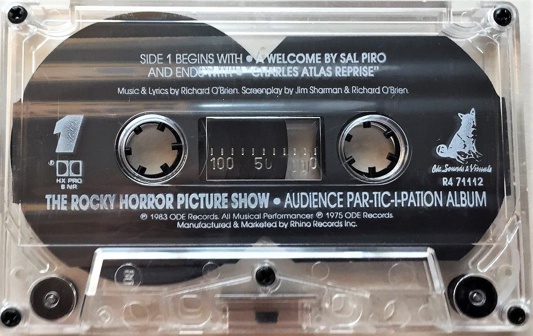 SIDE 1 BEGINS WITH • A WELCOME BY SAL PIRO
AND ENDS WITH "CHARLES ATLAS REPRISE"
Music & Lyrics by Richard O'Brien. Screenplay by Jim Sharman & Richard O'Brien.
1
HX PRO
B NR
100 50 0
Ode Sounds & Visuals
R4 71112
THE ROCKY HORROR PICTURE SHOW • AUDIENCE PAR-TIC-I-PATION ALBUM
℗ 1983 ODE Records. All Musical Performances ℗ 1975 ODE Records
Manufactured & Marketed by Rhino Records Inc.